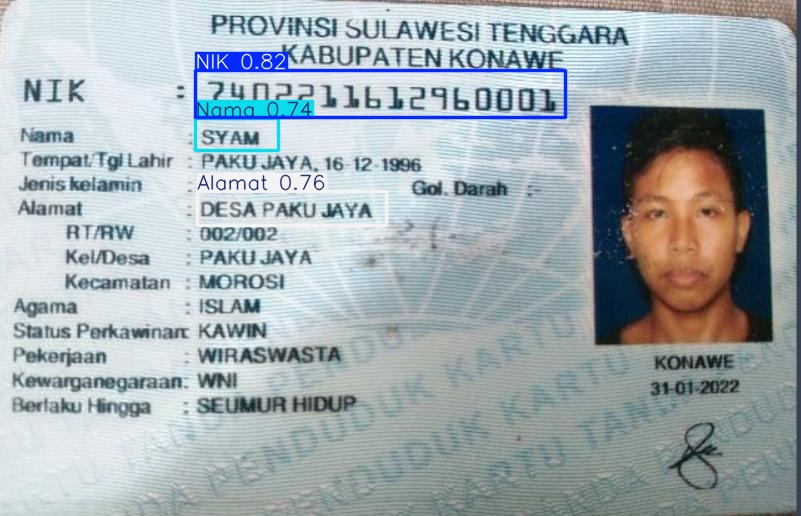 PROVINSI SULAWESI TENGGARA
KABUPATEN KONAWE
NIK 0.82
NIK : 7402211612960001
Nama 0.74
Nama : SYAM
Tempat/Tgl Lahir : PAKU JAYA, 16-12-1996
Jenis kelamin : Gol. Darah :-
Alamat 0.76
Alamat : DESA PAKU JAYA
RT/RW : 002/002
Kel/Desa : PAKU JAYA
Kecamatan : MOROSI
Agama : ISLAM
Status Perkawinan: KAWIN
Pekerjaan : WIRASWASTA
Kewarganegaraan: WNI
Berlaku Hingga : SEUMUR HIDUP
KONAWE
31-01-2022